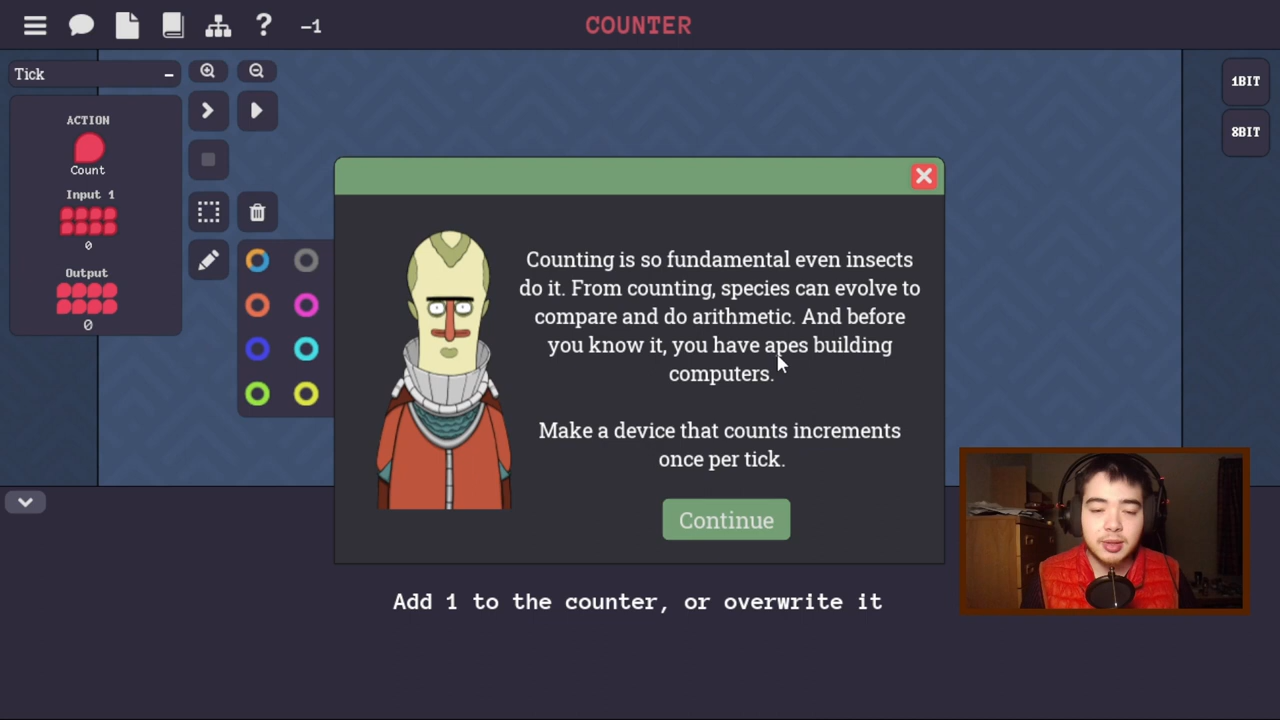 –1
COUNTER
Tick
ACTION
Count
Input 1
0
Output
0
1BIT
8BIT
Counting is so fundamental even insects
do it. From counting, species can evolve to
compare and do arithmetic. And before
you know it, you have apes building
computers.
Make a device that counts increments
once per tick.
Continue
Add 1 to the counter, or overwrite it